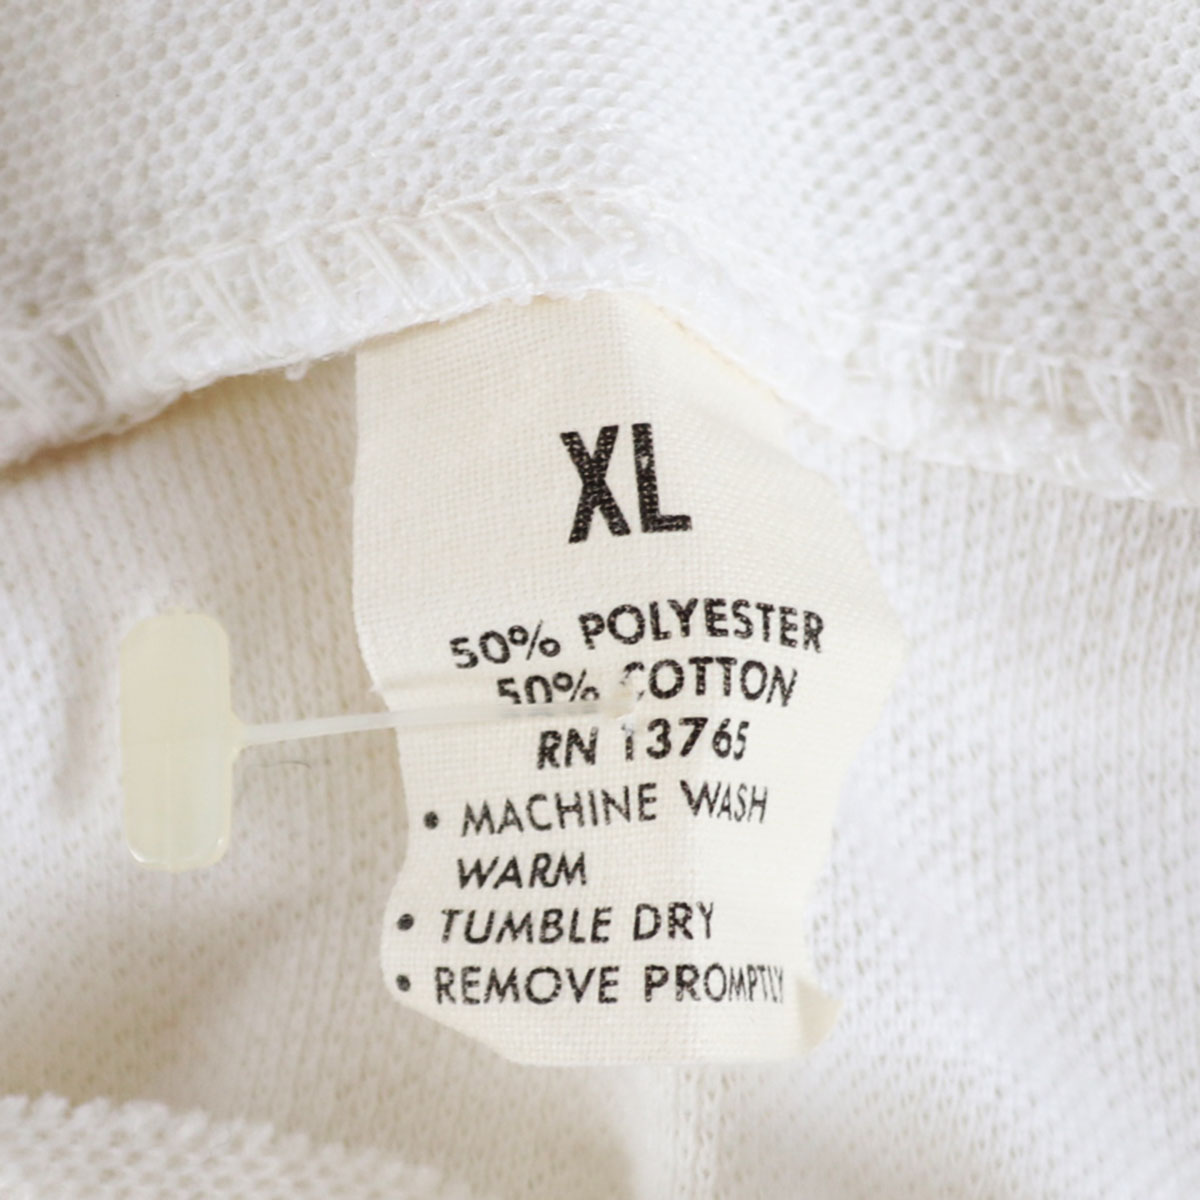 XL
50% POLYESTER
50% COTTON
RN 13765
• MACHINE WASH
WARM
• TUMBLE DRY
• REMOVE PROMPTLY